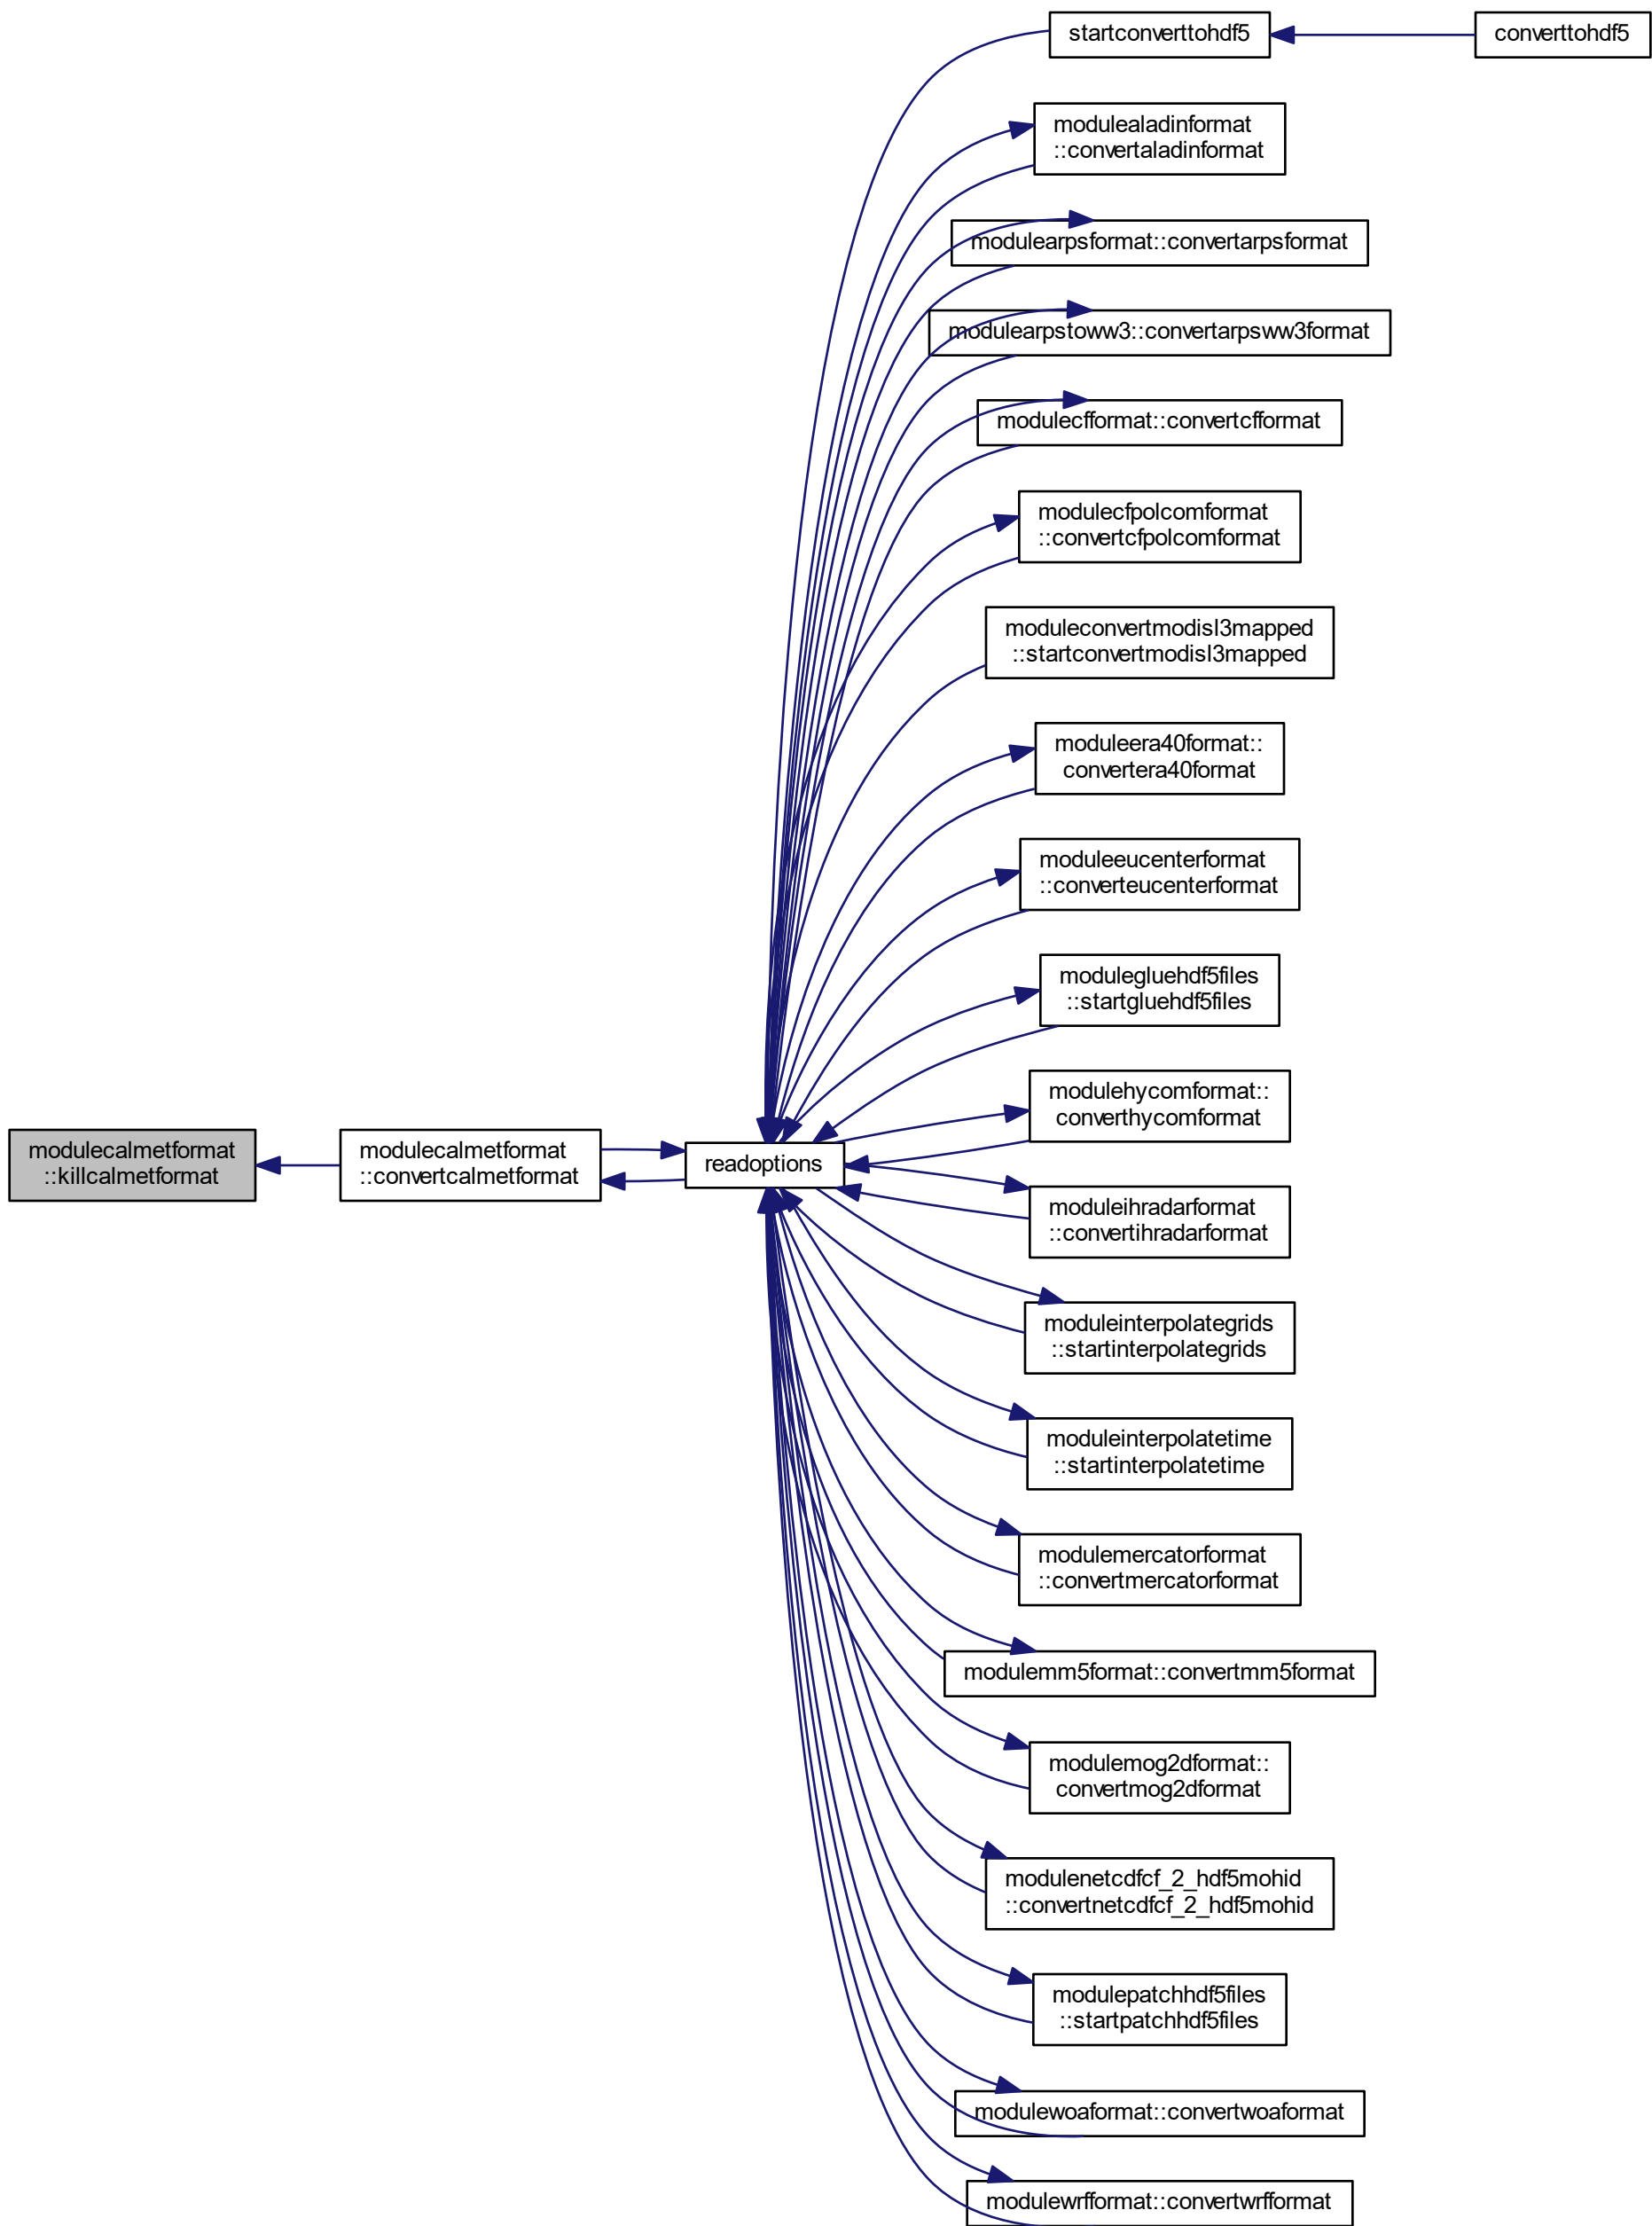 startconverttohdf5
converttohdf5
modulealadinformat
::convertaladinformat
modulearpsformat::convertarpsformat
modulearpstoww3::convertarpsww3format
modulecfformat::convertcfformat
modulecfpolcomformat
::convertcfpolcomformat
moduleconvertmodisl3mapped
::startconvertmodisl3mapped
moduleera40format::
convertera40format
moduleeucenterformat
::converteucenterformat
modulegluehdf5files
::startgluehdf5files
modulehycomformat::
converthycomformat
modulecalmetformat
::killcalmetformat
modulecalmetformat
::convertcalmetformat
readoptions
moduleihradarformat
::convertihradarformat
moduleinterpolategrids
::startinterpolategrids
moduleinterpolatetime
::startinterpolatetime
modulemercatorformat
::convertmercatorformat
modulemm5format::convertmm5format
modulemog2dformat::
convertmog2dformat
modulenetcdfcf_2_hdf5mohid
::convertnetcdfcf_2_hdf5mohid
modulepatchhdf5files
::startpatchhdf5files
modulewoaformat::convertwoaformat
modulewrfformat::convertwrfformat